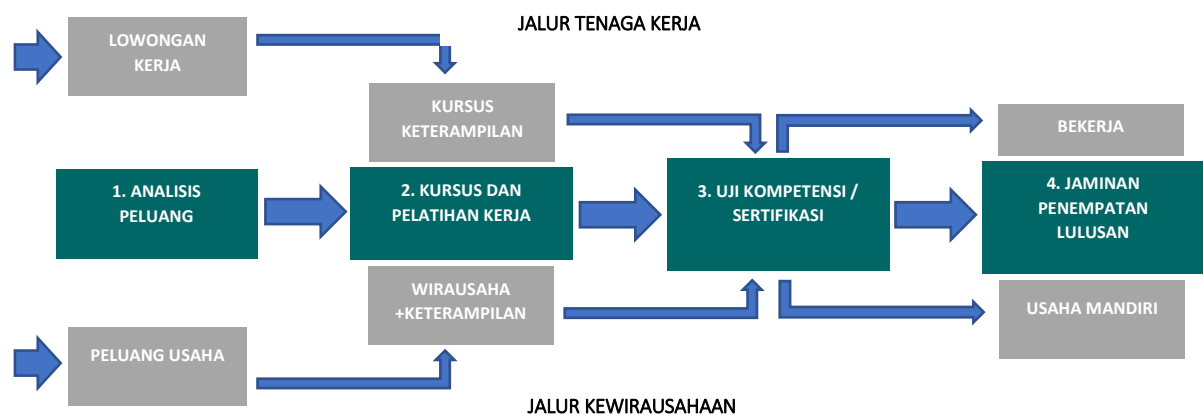 JALUR TENAGA KERJA
LOWONGAN
KERJA
KURSUS
KETERAMPILAN
BEKERJA
1. ANALISIS
PELUANG
2. KURSUS DAN
PELATIHAN KERJA
3. UJI KOMPETENSI /
SERTIFIKASI
4. JAMINAN
PENEMPATAN
LULUSAN
WIRAUSAHA
+KETERAMPILAN
USAHA MANDIRI
PELUANG USAHA
JALUR KEWIRAUSAHAAN